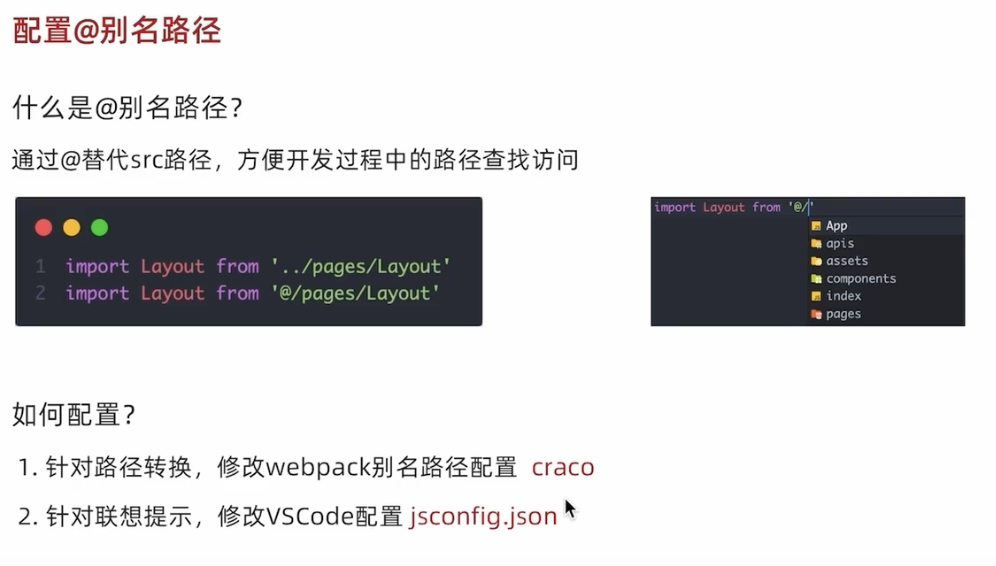 配置@别名路径
什么是@别名路径？
通过@替代src路径，方便开发过程中的路径查找访问
1 import Layout from '../pages/Layout'
2 import Layout from '@/pages/Layout'
import Layout from '@/'
App
apis
assets
components
index
pages
如何配置？
1. 针对路径转换，修改webpack别名路径配置 craco
2. 针对联想提示，修改VSCode配置 jsconfig.json